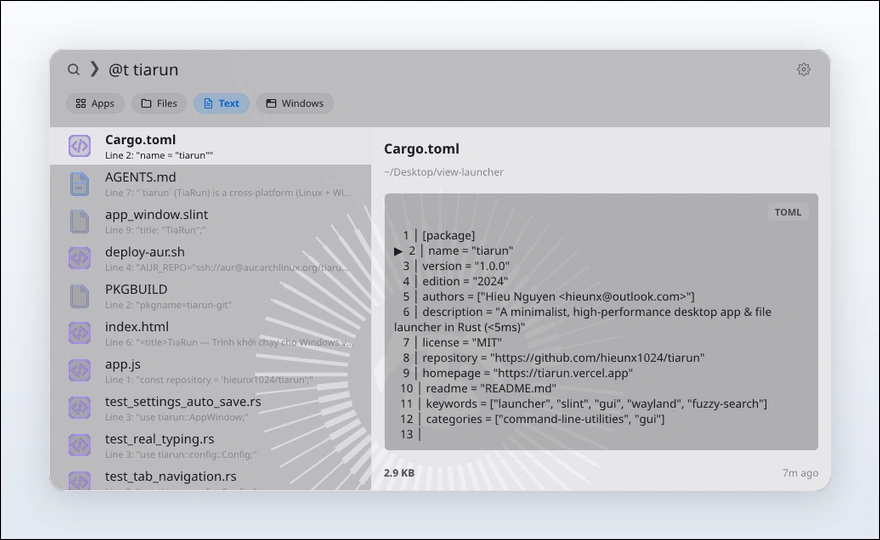 @t tiarun
Apps
Files
Text
Windows
Cargo.toml
Line 2: "name = "tiarun""
AGENTS.md
Line 7: "`tiarun` (TiaRun) is a cross-platform (Linux + Wi...
app_window.slint
Line 9: "title: "TiaRun";"
deploy-aur.sh
Line 4: "AUR_REPO="ssh://aur@aur.archlinux.org/tiaru...
PKGBUILD
Line 2: "pkgname=tiarun-git"
index.html
Line 6: "<title>TiaRun — Trình khởi chạy cho Windows v...
app.js
Line 1: "const repository = 'hieunx1024/tiarun';"
test_settings_auto_save.rs
Line 3: "use tiarun::AppWindow;"
test_real_typing.rs
Line 3: "use tiarun::config::Config;"
test_tab_navigation.rs
Cargo.toml
~/Desktop/view-launcher
TOML
1 | [package]
▶ 2 | name = "tiarun"
3 | version = "1.0.0"
4 | edition = "2024"
5 | authors = ["Hieu Nguyen <hieunx@outlook.com>"]
6 | description = "A minimalist, high-performance desktop app & file
launcher in Rust (<5ms)"
7 | license = "MIT"
8 | repository = "https://github.com/hieunx1024/tiarun"
9 | homepage = "https://tiarun.vercel.app"
10 | readme = "README.md"
11 | keywords = ["launcher", "slint", "gui", "wayland", "fuzzy-search"]
12 | categories = ["command-line-utilities", "gui"]
13 |
2.9 KB
7m ago